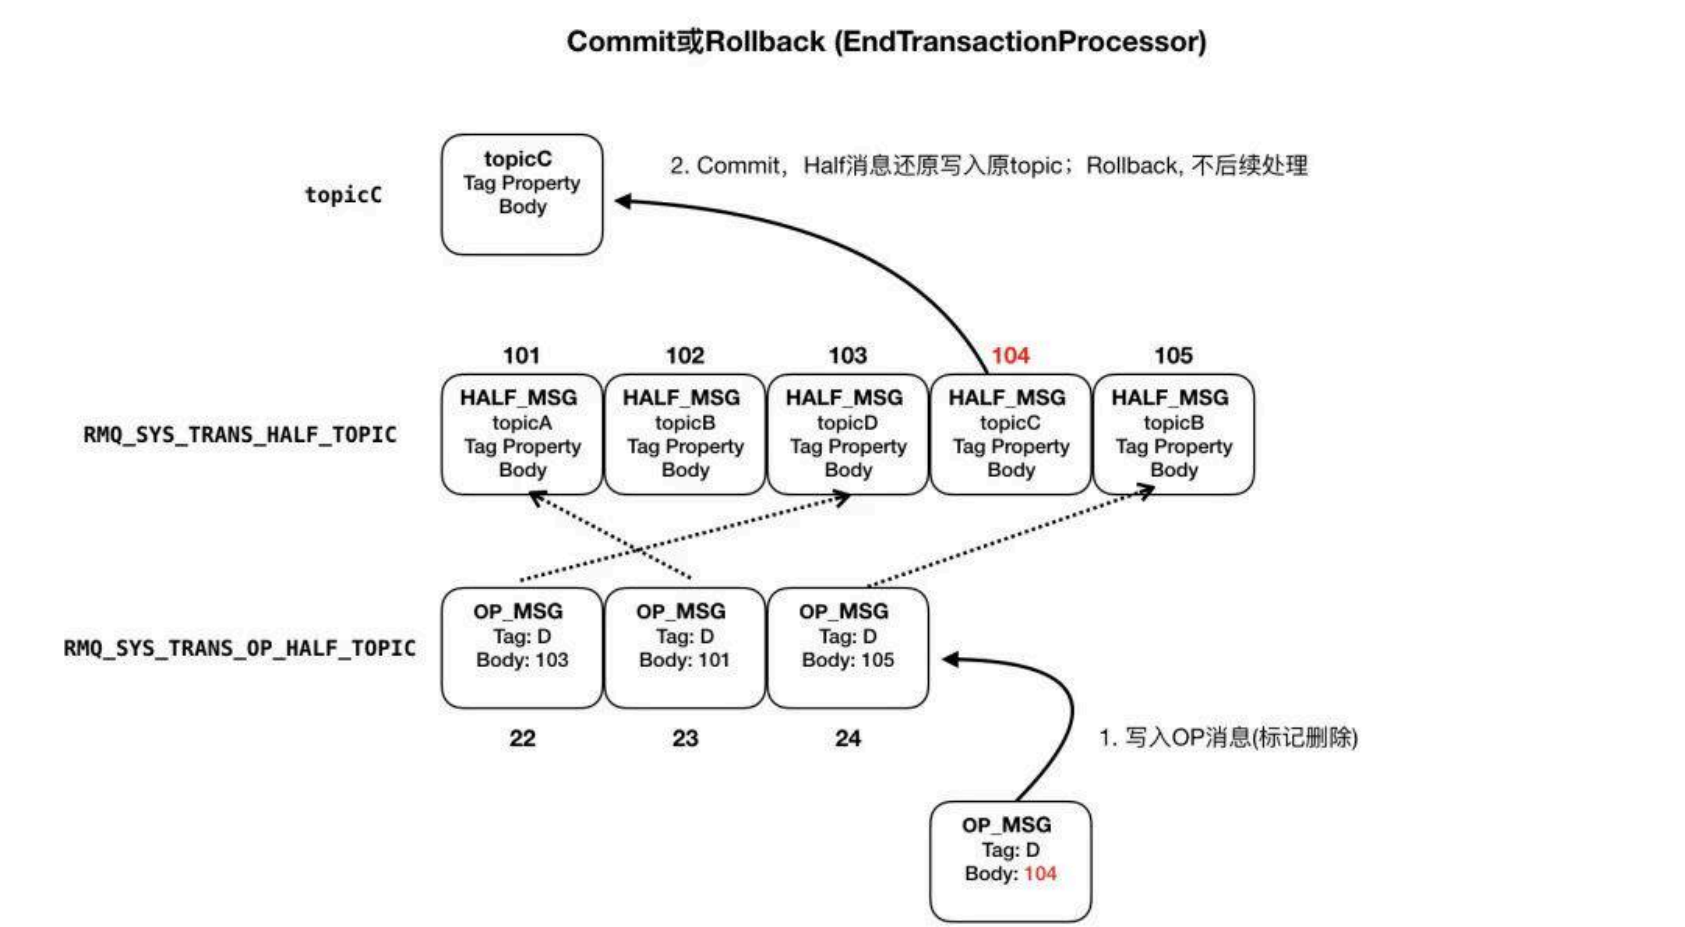 Commit或Rollback (EndTransactionProcessor)
topicC
topicC
Tag Property
Body
2. Commit，Half消息还原写入原topic；Rollback, 不后续处理
RMQ_SYS_TRANS_HALF_TOPIC
101
HALF_MSG
topicA
Tag Property
Body
102
HALF_MSG
topicB
Tag Property
Body
103
HALF_MSG
topicD
Tag Property
Body
104
HALF_MSG
topicC
Tag Property
Body
105
HALF_MSG
topicB
Tag Property
Body
RMQ_SYS_TRANS_OP_HALF_TOPIC
OP_MSG
Tag: D
Body: 103
22
OP_MSG
Tag: D
Body: 101
23
OP_MSG
Tag: D
Body: 105
24
1. 写入OP消息(标记删除)
OP_MSG
Tag: D
Body: 104